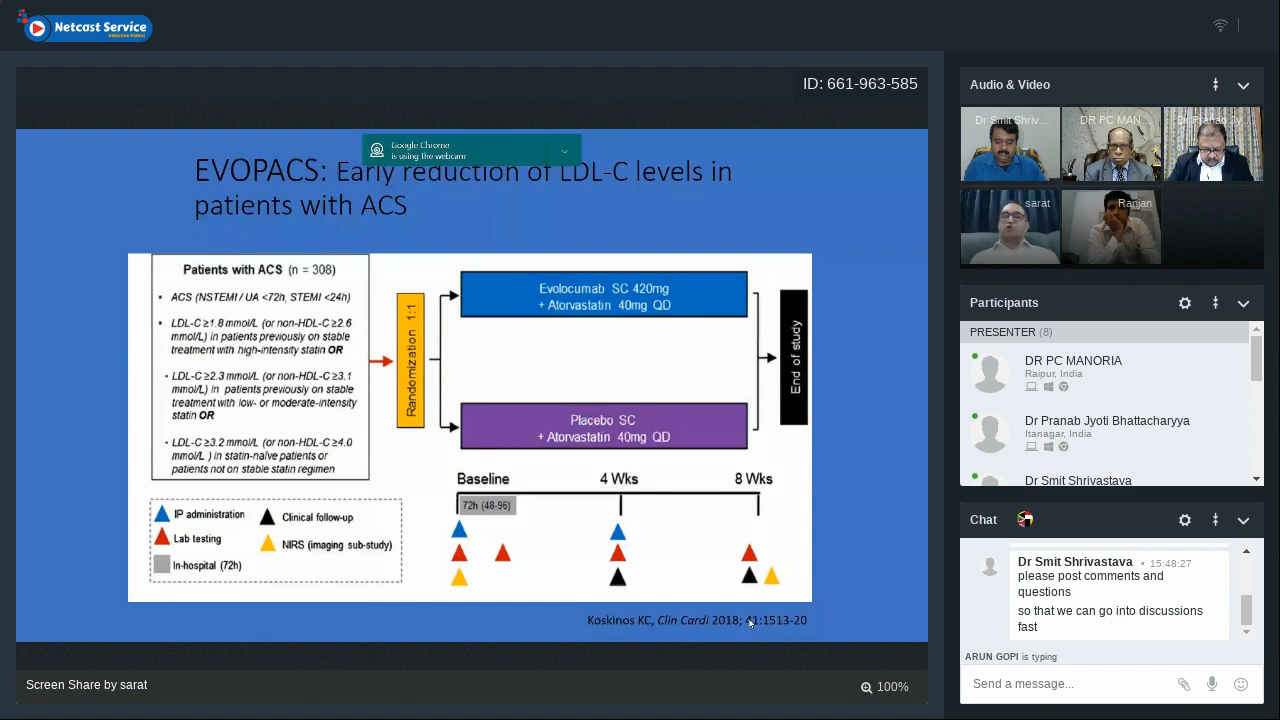 Netcast Service
ID: 661-963-585
Google Chrome
is using the webcam
EVOPACS: Early reduction of LDL-C levels in
patients with ACS
Patients with ACS (n = 308)
ACS (NSTEMI / UA <72h, STEMI <24h)
LDL-C ≥1.8 mmol/L (or non-HDL-C ≥2.6
mmol/L) in patients previously on stable
treatment with high-intensity statin OR
LDL-C ≥2.3 mmol/L (or non-HDL-C ≥3.1
mmol/L) in patients previously on stable
treatment with low- or moderate-intensity
statin OR
LDL-C ≥3.2 mmol/L (or non-HDL-C ≥4.0
mmol/L ) in statin-naïve patients or
patients not on stable statin regimen
Randomization 1:1
Evolocumab SC 420mg
+ Atorvastatin 40mg QD
Placebo SC
+ Atorvastatin 40mg QD
End of study
Baseline
4 Wks
8 Wks
72h (48-96)
IP administration
Clinical follow-up
Lab testing
NIRS (imaging sub-study)
In-hospital (72h)
Koskinos KC, Clin Cardi 2018; 41:1513-20
Screen Share by sarat
100%
Audio & Video
Dr Smit Shriv...
DR PC MAN...
Dr Pranab Jy...
sarat
Ranjan
Participants
PRESENTER (8)
DR PC MANORIA
Raipur, India
Dr Pranab Jyoti Bhattacharyya
Itanagar, India
Dr Smit Shrivastava
Chat
Dr Smit Shrivastava • 15:48:27
please post comments and
questions
so that we can go into discussions
fast
ARUN GOPI is typing
Send a message...